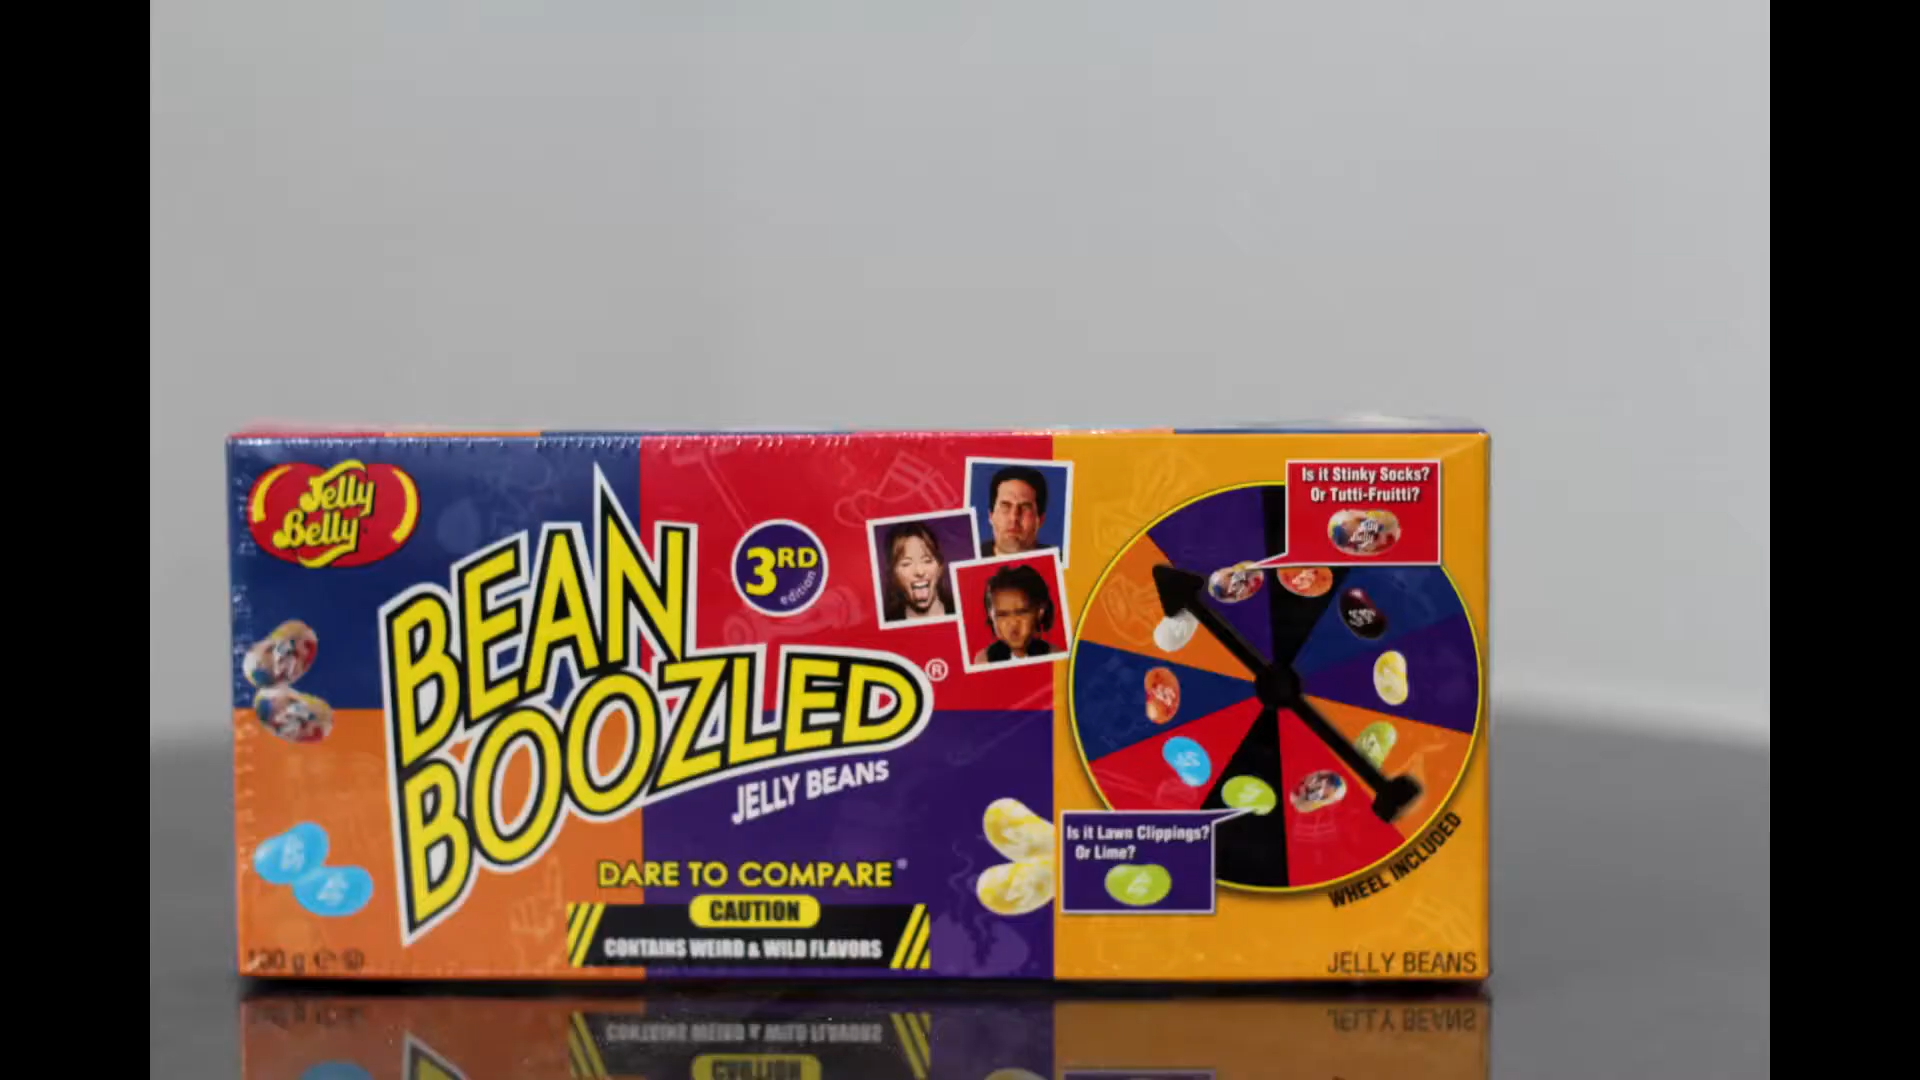 Jelly
Belly
BEAN
BOOZLED®
JELLY BEANS
3RD
edition
DARE TO COMPARE
CAUTION
CONTAINS WEIRD & WILD FLAVORS
100 g
Is it Stinky Socks?
Or Tutti-Fruitti?
Is it Lawn Clippings?
Or Lime?
WHEEL INCLUDED
JELLY BEANS